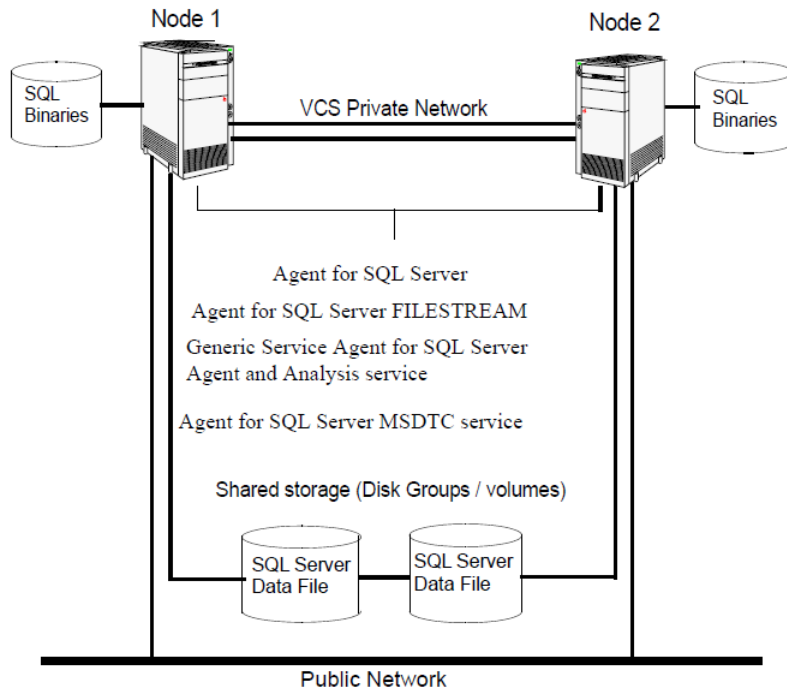 Node 1
Node 2
SQL
Binaries
VCS Private Network
SQL
Binaries
Agent for SQL Server
Agent for SQL Server FILESTREAM
Generic Service Agent for SQL Server
Agent and Analysis service
Agent for SQL Server MSDTC service
Shared storage (Disk Groups / volumes)
SQL Server
Data File
SQL Server
Data File
Public Network